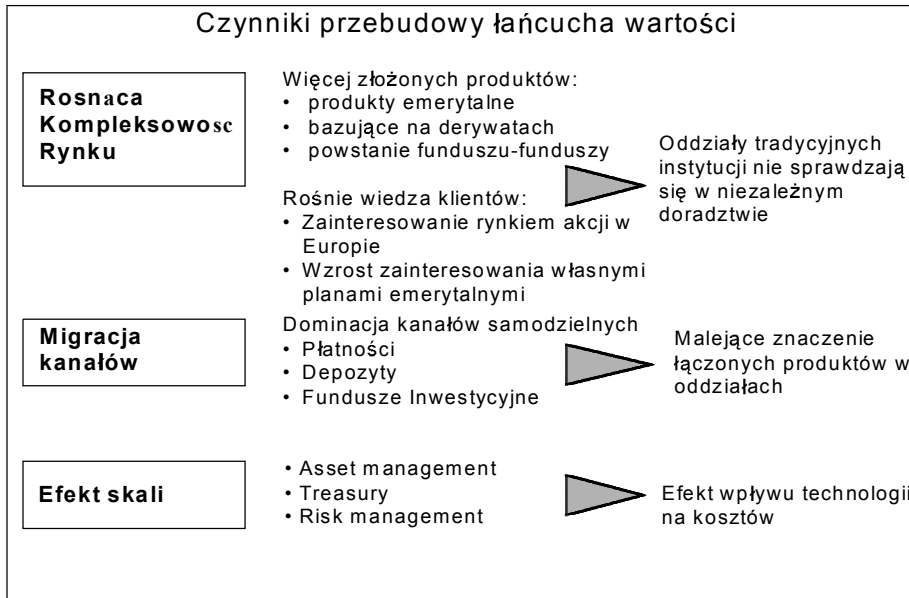 Czynniki przebudowy łańcucha wartości
Rosnaca
Kompleksowosc
Rynku
Więcej złożonych produktów:
• produkty emerytalne
• bazujące na derywatach
• powstanie funduszu-funduszy
Rośnie wiedza klientów:
• Zainteresowanie rynkiem akcji w
Europie
• Wzrost zainteresowania własnymi
planami emerytalnymi
Oddziały tradycyjnych
instytucji nie sprawdzają
się w niezależnym
doradztwie
Migracja
kanałów
Dominacja kanałów samodzielnych
• Płatności
• Depozyty
• Fundusze Inwestycyjne
Malejące znaczenie
łączonych produktów w
oddziałach
Efekt skali
• Asset management
• Treasury
• Risk management
Efekt wpływu technologii
na kosztów